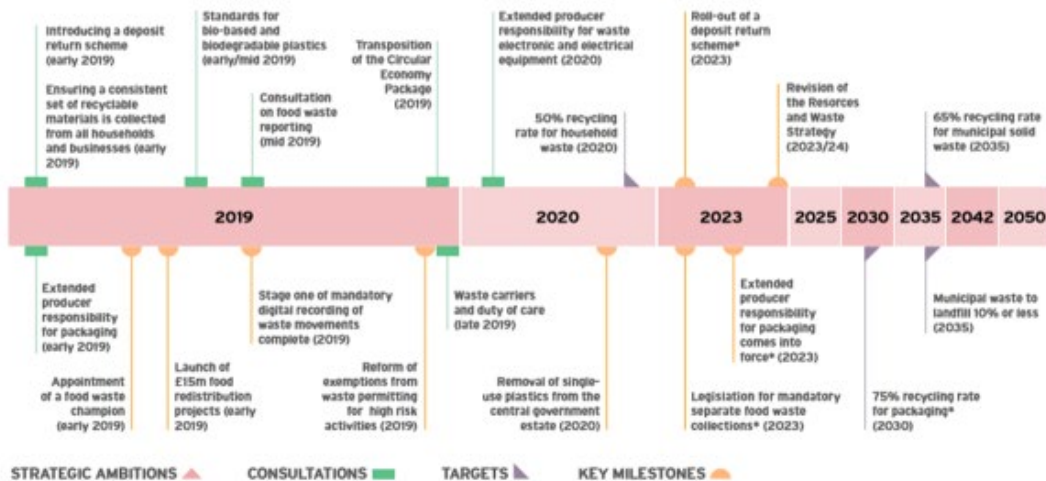 Introducing a deposit
return scheme
(early 2019)
Ensuring a consistent
set of recyclable
materials is collected
from all households
and businesses (early
2019)
Standards for
bio-based and
biodegradable plastics
(early/mid 2019)
Consultation
on food waste
reporting
(mid 2019)
Transposition
of the Circular
Economy
Package
(2019)
Extended producer
responsibility for waste
electronic and electrical
equipment (2020)
50% recycling
rate for household
waste (2020)
Roll-out of a
deposit return
scheme*
(2023)
Revision of
the Resorces
and Waste
Strategy
(2023/24)
65% recycling rate
for municipal solid
waste (2035)
2019
2020
2023
2025
2030
2035
2042
2050
Extended
producer
responsibility
for packaging
(early 2019)
Appointment
of a food waste
champion
(early 2019)
Launch of
£15m food
redistribution
projects (early
2019)
Stage one of mandatory
digital recording of
waste movements
complete (2019)
Reform of
exemptions from
waste permitting
for high risk
activities (2019)
Waste carriers
and duty of care
(late 2019)
Removal of single-
use plastics from the
central government
estate (2020)
Extended
producer
responsibility
for packaging
comes into
force* (2023)
Legislation for mandatory
separate food waste
collections* (2023)
75% recycling rate
for packaging*
(2030)
Municipal waste to
landfill 10% or less
(2035)
STRATEGIC AMBITIONS
CONSULTATIONS
TARGETS
KEY MILESTONES